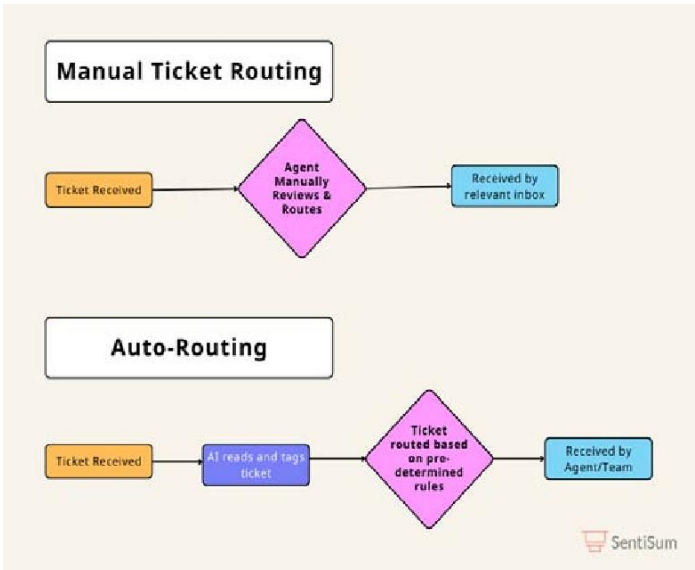 Manual Ticket Routing
Ticket Received
Agent
Manually
Reviews &
Routes
Received by
relevant inbox
Auto-Routing
Ticket Received
AI reads and tags
ticket
Ticket
routed based
on pre-
determined
rules
Received by
Agent/Team
SentiSum